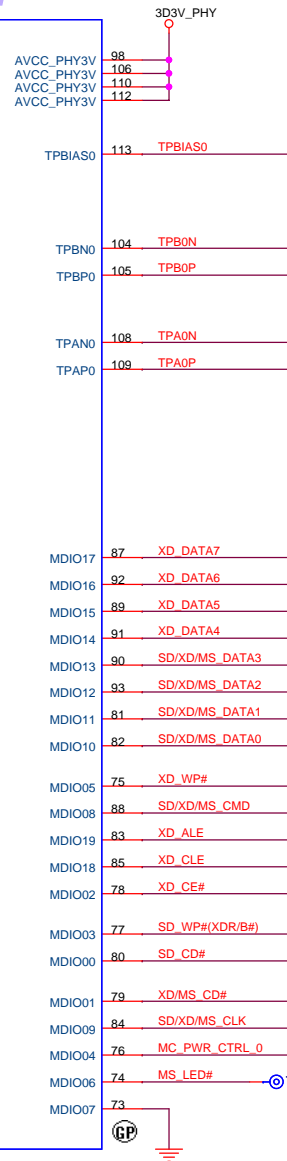 3D3V_PHY
AVCC_PHY3V 98
AVCC_PHY3V 106
AVCC_PHY3V 110
AVCC_PHY3V 112
TPBIAS0 113 TPBIAS0
TPBN0 104 TPB0N
TPBP0 105 TPB0P
TPAN0 108 TPA0N
TPAP0 109 TPA0P
MDIO17 87 XD_DATA7
MDIO16 92 XD_DATA6
MDIO15 89 XD_DATA5
MDIO14 91 XD_DATA4
MDIO13 90 SD/XD/MS_DATA3
MDIO12 93 SD/XD/MS_DATA2
MDIO11 81 SD/XD/MS_DATA1
MDIO10 82 SD/XD/MS_DATA0
MDIO05 75 XD_WP#
MDIO08 88 SD/XD/MS_CMD
MDIO19 83 XD_ALE
MDIO18 85 XD_CLE
MDIO02 78 XD_CE#
MDIO03 77 SD_WP#(XDR/B#)
MDIO00 80 SD_CD#
MDIO01 79 XD/MS_CD#
MDIO09 84 SD/XD/MS_CLK
MDIO04 76 MC_PWR_CTRL_0
MDIO06 74 MS_LED#
MDIO07 73
GP